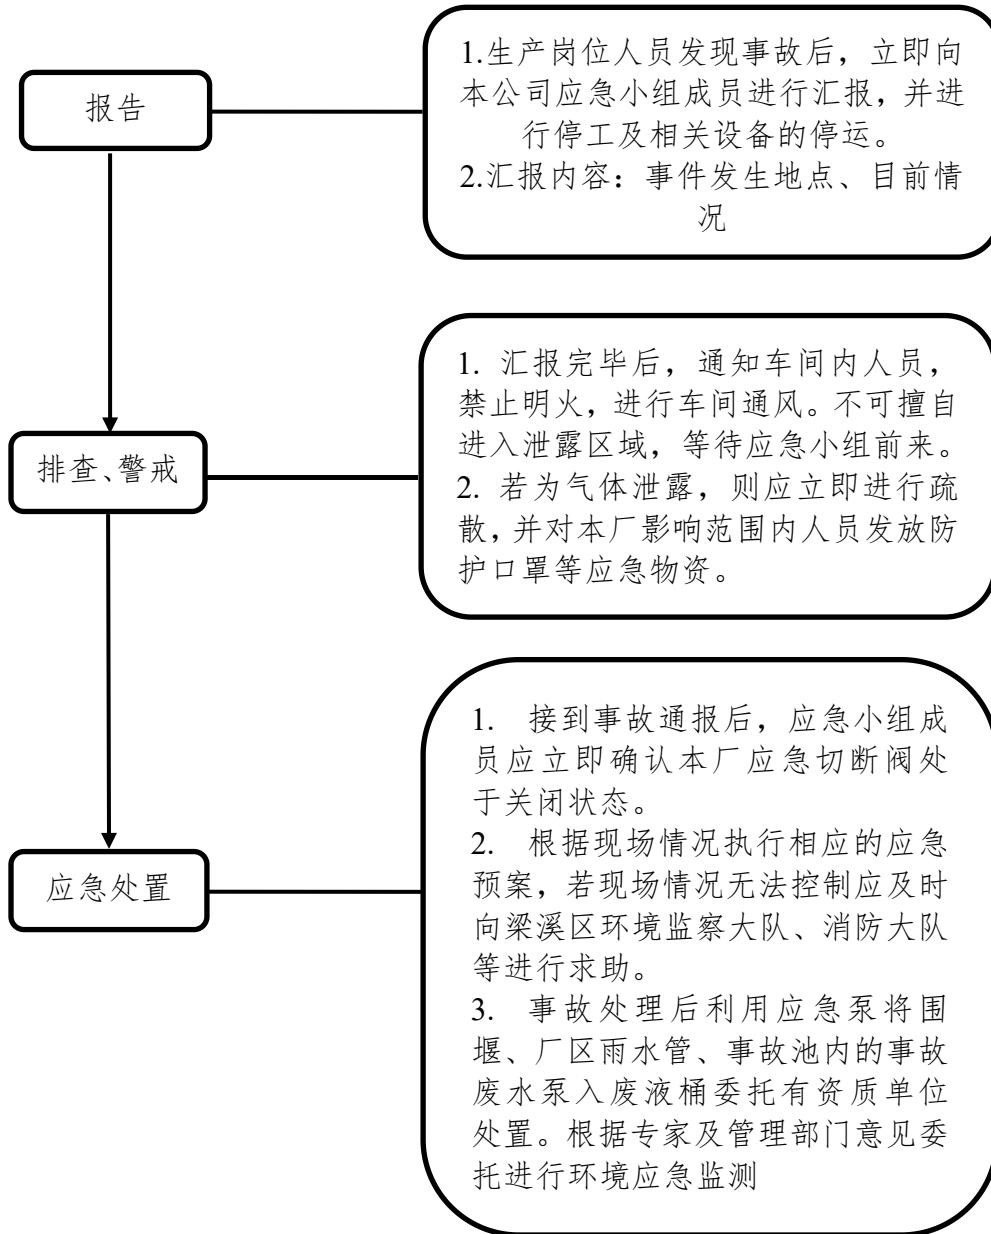 报告
1.生产岗位人员发现事故后，立即向
本公司应急小组成员进行汇报，并进
行停工及相关设备的停运。
2.汇报内容：事件发生地点、目前情
况
排查、警戒
1. 汇报完毕后，通知车间内人员，
禁止明火，进行车间通风。不可擅自
进入泄露区域，等待应急小组前来。
2. 若为气体泄露，则应立即进行疏
散，并对本厂影响范围内人员发放防
护口罩等应急物资。
应急处置
1. 接到事故通报后，应急小组成
员应立即确认本厂应急切断阀处
于关闭状态。
2. 根据现场情况执行相应的应急
预案，若现场情况无法控制应及时
向梁溪区环境监察大队、消防大队
等进行求助。
3. 事故处理后利用应急泵将围
堰、厂区雨水管、事故池内的事故
废水泵入废液桶委托有资质单位
处置。根据专家及管理部门意见委
托进行环境应急监测